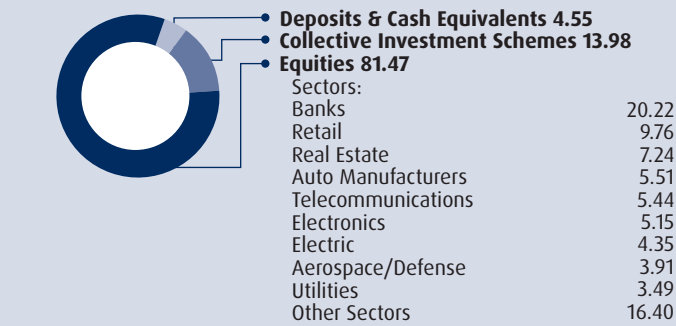 Deposits & Cash Equivalents 4.55
Collective Investment Schemes 13.98
Equities 81.47
Sectors:
Banks 20.22
Retail 9.76
Real Estate 7.24
Auto Manufacturers 5.51
Telecommunications 5.44
Electronics 5.15
Electric 4.35
Aerospace/Defense 3.91
Utilities 3.49
Other Sectors 16.40